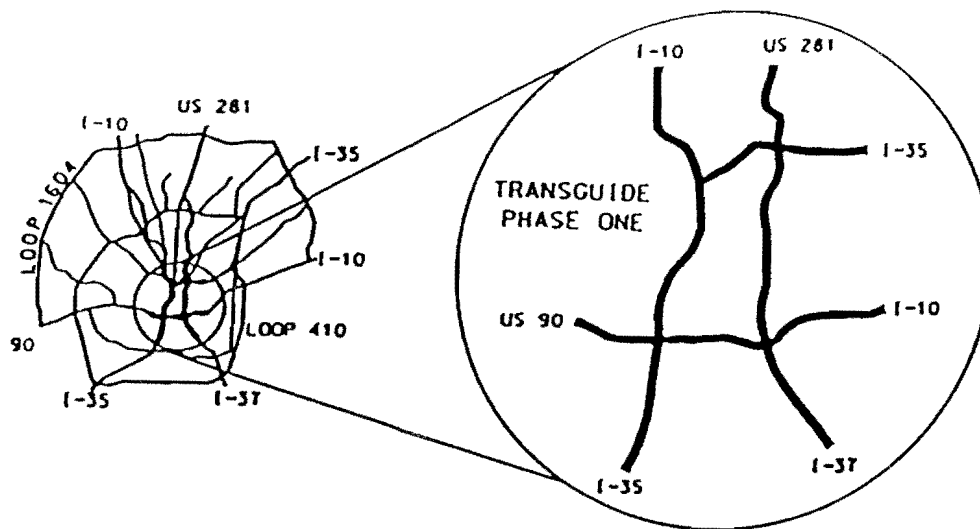 US 281
I-10
I-35
LOOP 1604
I-10
90
LOOP 410
I-35
I-37
I-10
US 281
I-35
TRANSGUIDE
PHASE ONE
US 90
I-10
I-37
I-35